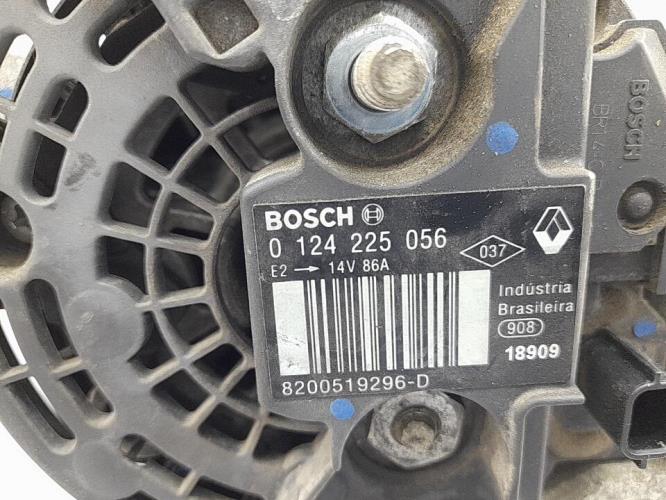 BOSCH
0 124 225 056
E2 → 14V 86A
037
Indústria
Brasileira
908
18909
8200519296-D
BOSCH